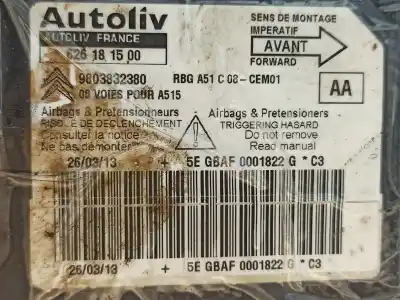 Autoliv
AUTOLIV FRANCE
626 18 15 00
SENS DE MONTAGE
IMPERATIF
AVANT
FORWARD
9803832380 RBG A51 C 08-CEM01
08 VOIES POUR A515
AA
Airbags & Pretensionneurs
RISQUE DE DECLENCHEMENT
Consulter la notice
Ne pas démonter
Airbags & Pretensioners
TRIGGERING HASARD
Do not remove
Read manual
26/03/13 + 5E GBAF 0001822 G * C3
26/03/13 + 5E GBAF 0001822 G * C3